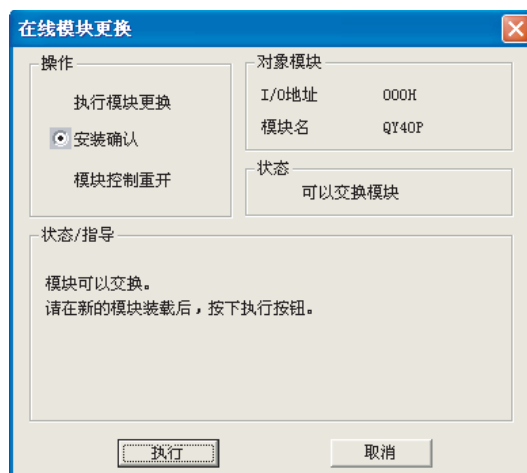 在线模块更换
操作
执行模块更换
安装确认
模块控制重开
对象模块
I/O地址 000H
模块名 QY40P
状态
可以交换模块
状态/指导
模块可以交换。
请在新的模块装载后,按下执行按钮。
执行
取消